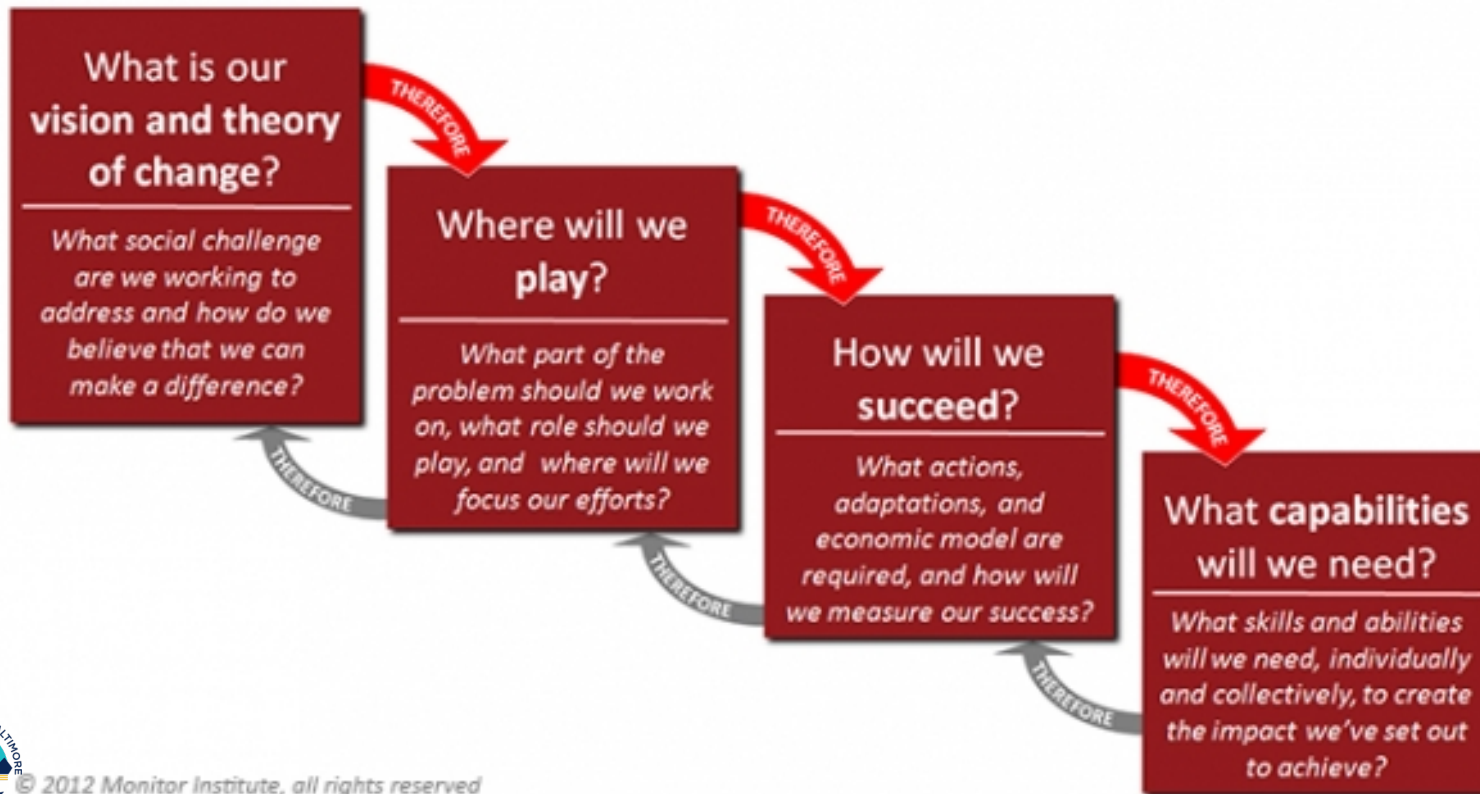 What is our
vision and theory
of change?
What social challenge
are we working to
address and how do we
believe that we can
make a difference?
THEREFORE
Where will we
play?
What part of the
problem should we work
on, what role should we
play, and where will we
focus our efforts?
THEREFORE
How will we
succeed?
What actions,
adaptations, and
economic model are
required, and how will
we measure our success?
THEREFORE
What capabilities
will we need?
What skills and abilities
will we need, individually
and collectively, to create
the impact we've set out
to achieve?
THEREFORE
THEREFORE
THEREFORE
© 2012 Monitor Institute, all rights reserved